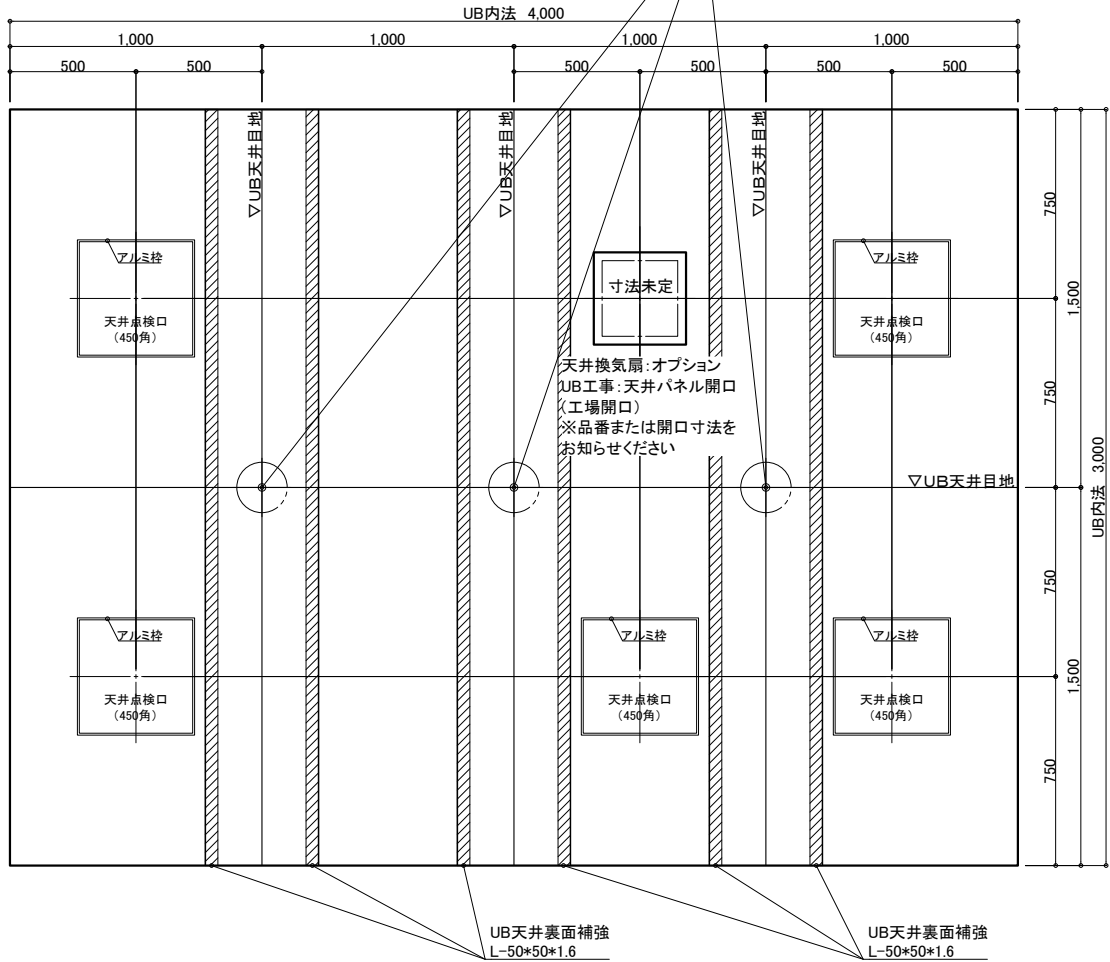 UB内法 4,000
1,000 1,000 1,000 1,000
500 500 500 500 500 500
▽UB天井目地
▽UB天井目地
▽UB天井目地
アルミ枠
天井点検口
(450角)
寸法未定
天井換気扇:オプション
UB工事:天井パネル開口
(工場開口)
※品番または開口寸法を
お知らせください
アルミ枠
天井点検口
(450角)
750
1,500
750
▽UB天井目地
UB内法 3,000
アルミ枠
天井点検口
(450角)
天井点検口
(450角)
アルミ枠
アルミ枠
天井点検口
(450角)
750
1,500
750
UB天井裏面補強
L-50*50*1.6
UB天井裏面補強
L-50*50*1.6